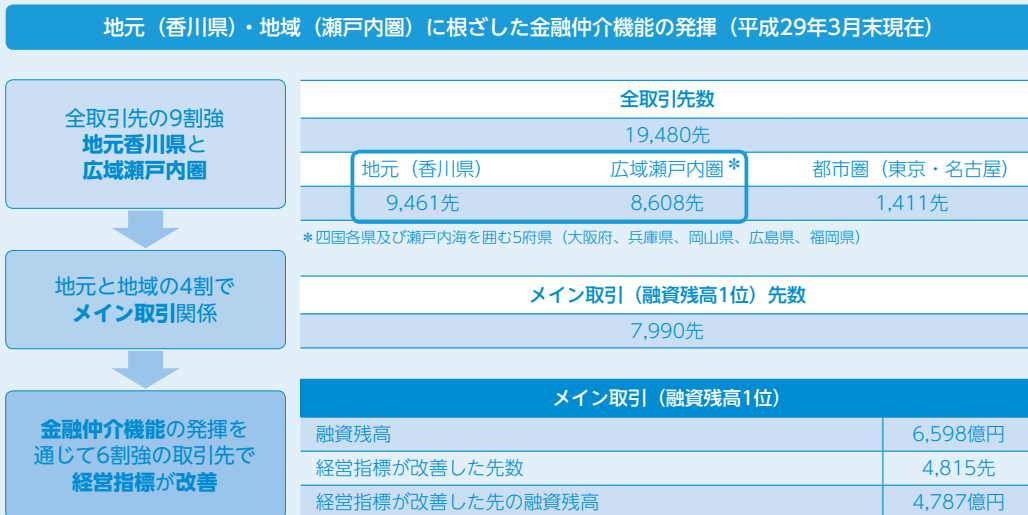 地元（香川県）・地域（瀬戸内圏）に根ざした金融仲介機能の発揮（平成29年3月末現在）
全取引先の9割強
地元香川県と
広域瀬戸内圏
全取引先数
19,480先
地元（香川県） 広域瀬戸内圏＊ 都市圏（東京・名古屋）
9,461先 8,608先 1,411先
＊四国各県及び瀬戸内海を囲む5府県（大阪府、兵庫県、岡山県、広島県、福岡県）
地元と地域の4割で
メイン取引関係
メイン取引（融資残高1位）先数
7,990先
金融仲介機能の発揮を
通じて6割強の取引先で
経営指標が改善
メイン取引（融資残高1位）
融資残高 6,598億円
経営指標が改善した先数 4,815先
経営指標が改善した先の融資残高 4,787億円